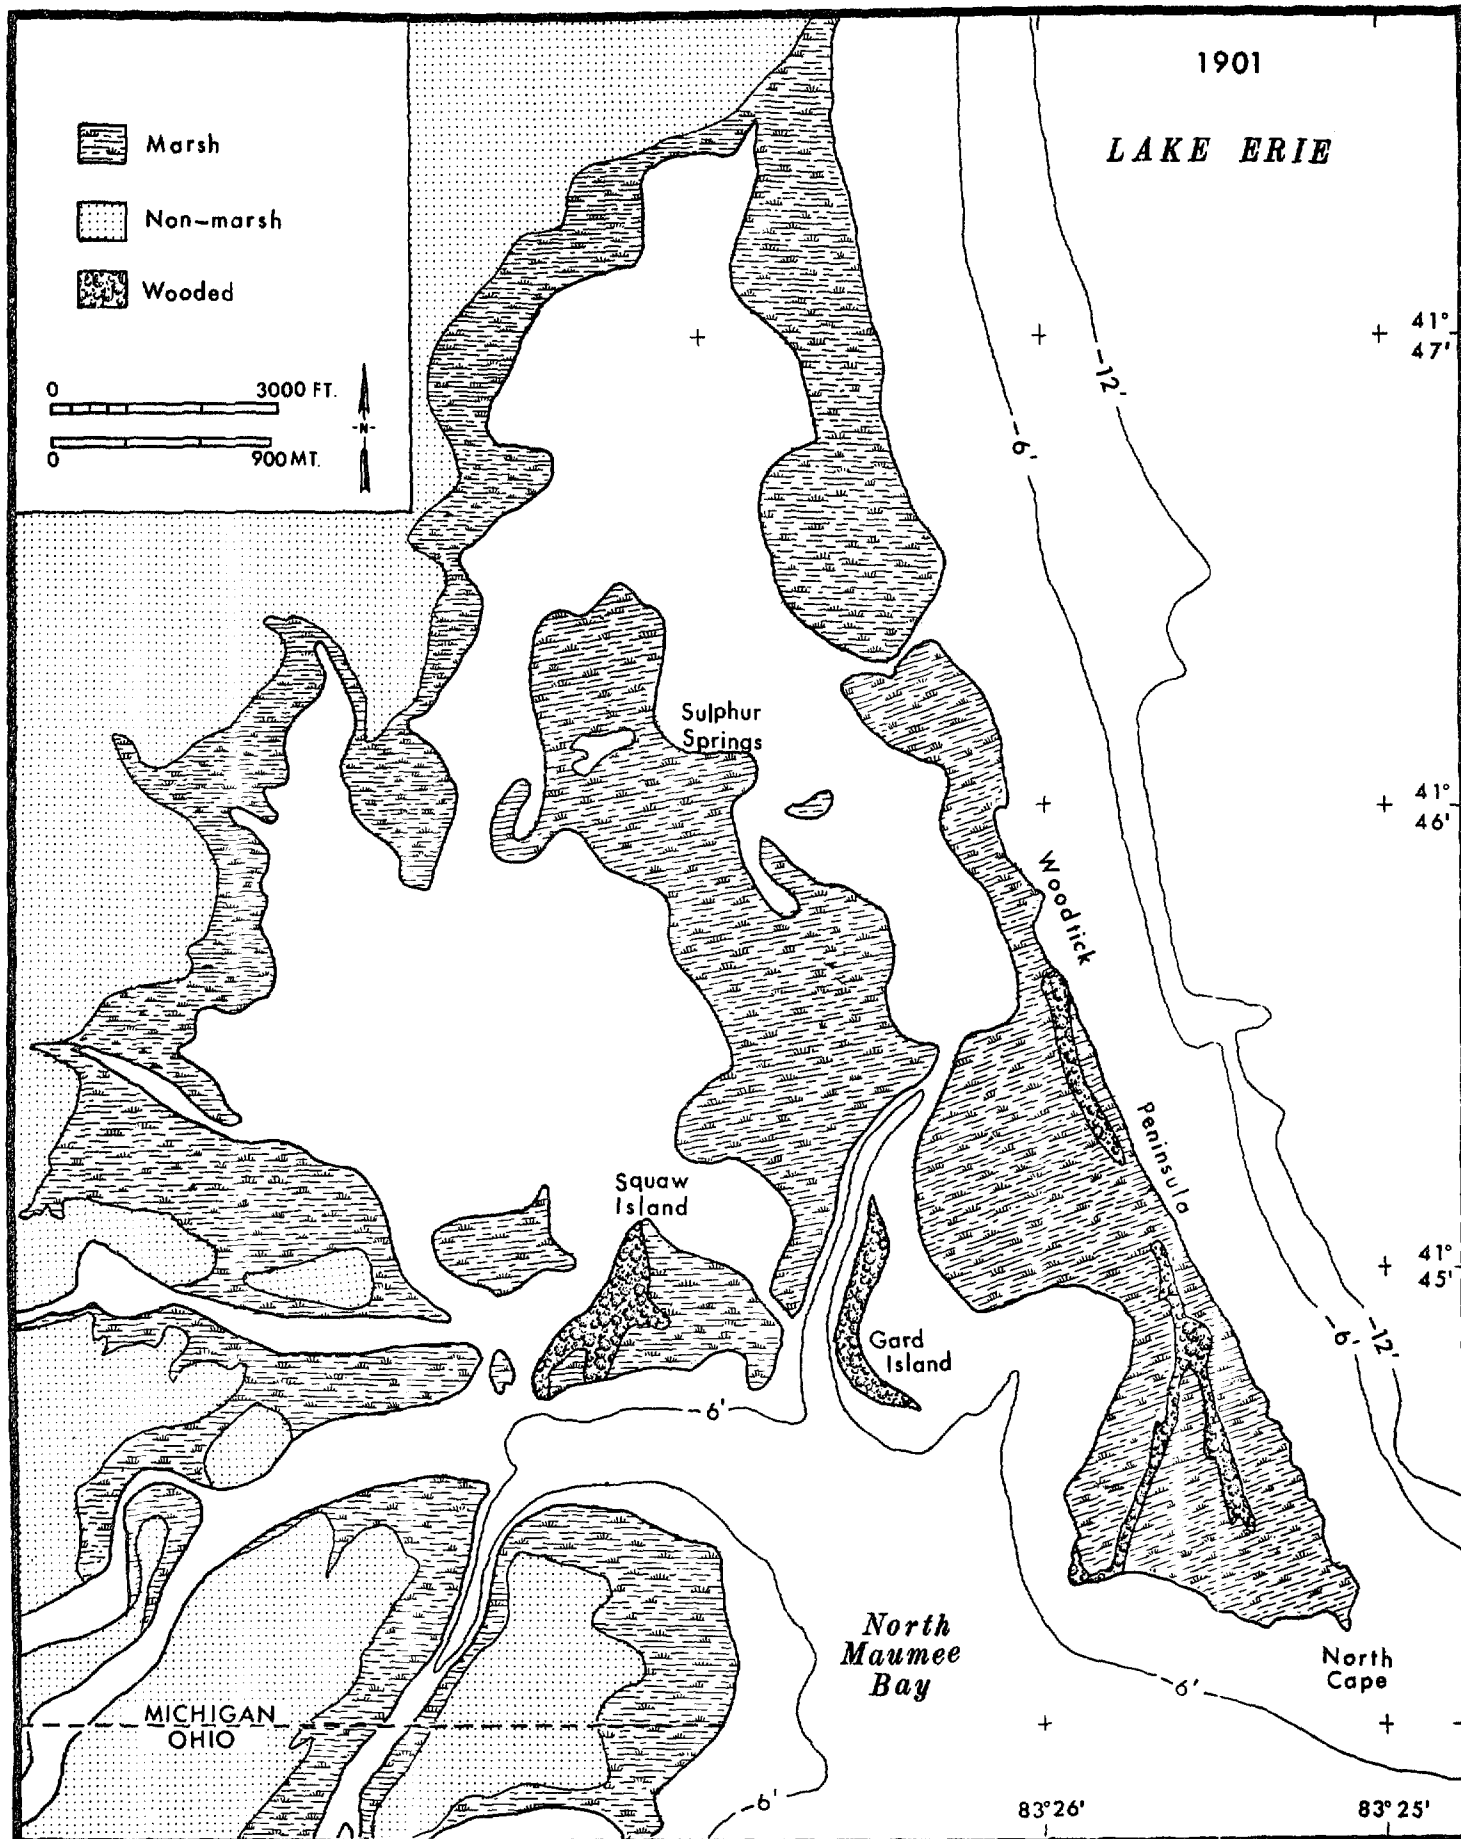 1901
LAKE ERIE
Marsh
Non-marsh
Wooded
0 3000 FT.
-N-
0 900 MT.
41°
47'
-12'
-6'
Sulphur
Springs
41°
46'
Woodtick
Peninsula
Squaw
Island
41°
45'
-6'
-12'
Gard
Island
-6'
North
Maumee
Bay
North
Cape
-6'
MICHIGAN
OHIO
-6'
83°26'
83°25'